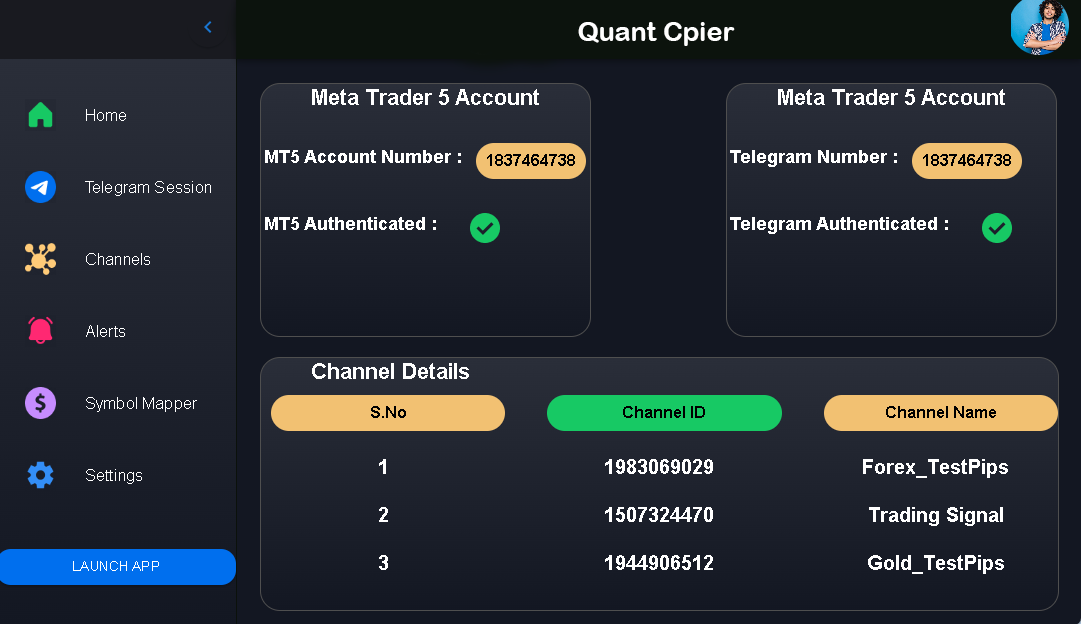 Quant Cpier
Home
Telegram Session
Channels
Alerts
$ Symbol Mapper
Settings
LAUNCH APP
Meta Trader 5 Account
MT5 Account Number : 1837464738
MT5 Authenticated :
Meta Trader 5 Account
Telegram Number : 1837464738
Telegram Authenticated :
Channel Details
S.No Channel ID Channel Name
1 1983069029 Forex_TestPips
2 1507324470 Trading Signal
3 1944906512 Gold_TestPips